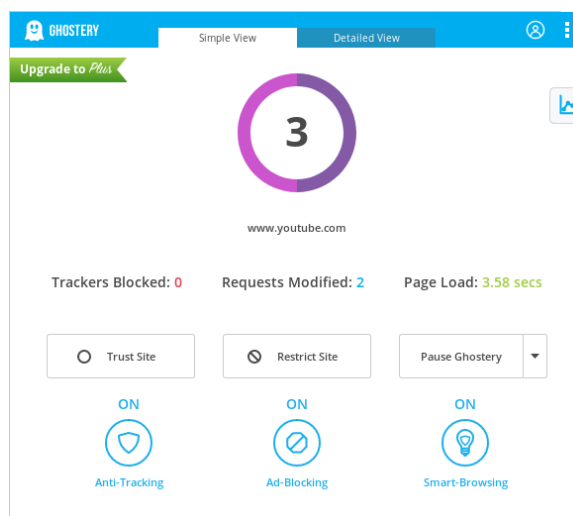 GHOSTERY
Simple View
Detailed View
Upgrade to Plus
3
www.youtube.com
Trackers Blocked: 0
Requests Modified: 2
Page Load: 3.58 secs
Trust Site
Restrict Site
Pause Ghostery
ON
ON
ON
Anti-Tracking
Ad-Blocking
Smart-Browsing